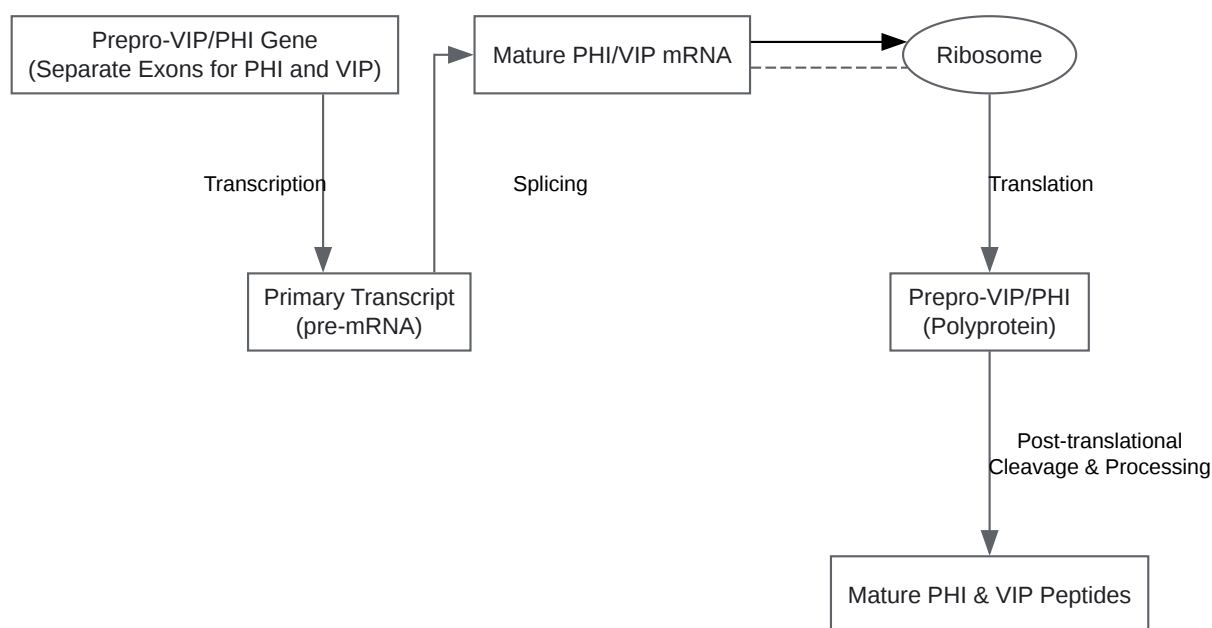 Prepro-VIP/PHI Gene
(Separate Exons for PHI and VIP)
Mature PHI/VIP mRNA
Ribosome
Transcription
Splicing
Translation
Primary Transcript
(pre-mRNA)
Prepro-VIP/PHI
(Polyprotein)
Post-translational
Cleavage & Processing
Mature PHI & VIP Peptides